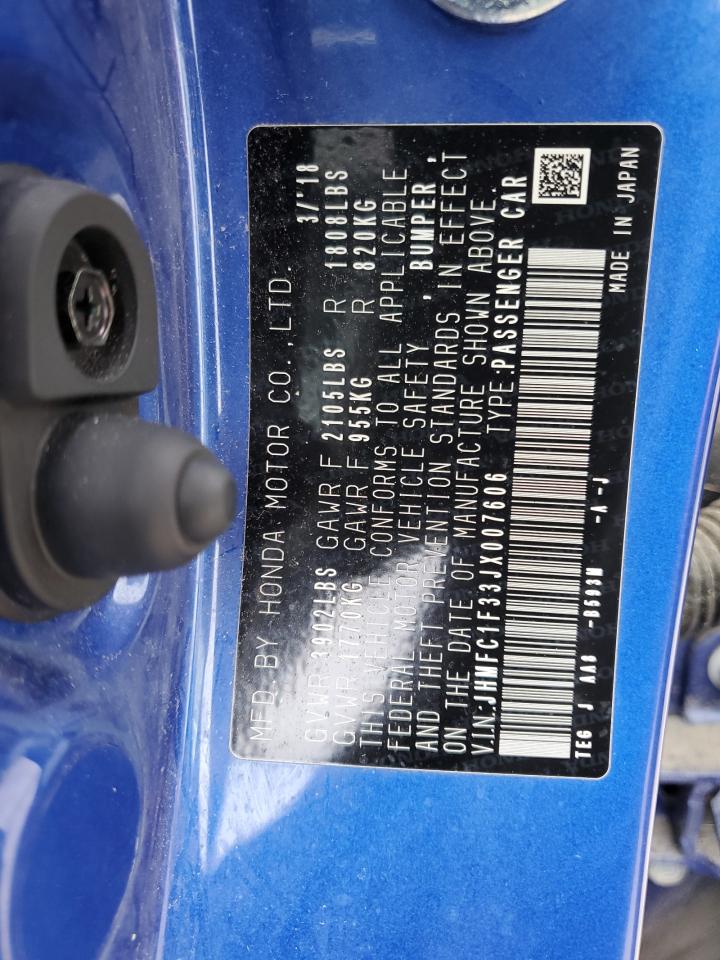 MFD. BY HONDA MOTOR CO.,LTD. 3/'18
GVWR 3902LBS GAWR F 2105LBS R 1808LBS
GVWR 1770KG GAWR F 955KG R 820KG
THIS VEHICLE CONFORMS TO ALL APPLICABLE
FEDERAL MOTOR VEHICLE SAFETY , BUMPER,
AND THEFT PREVENTION STANDARDS IN EFFECT
ON THE DATE OF MANUFACTURE SHOWN ABOVE.
V.I.N.:JHMFC1F33JX007606 TYPE:PASSENGER CAR
TEG J AA8 -B593M -A -J
MADE IN JAPAN